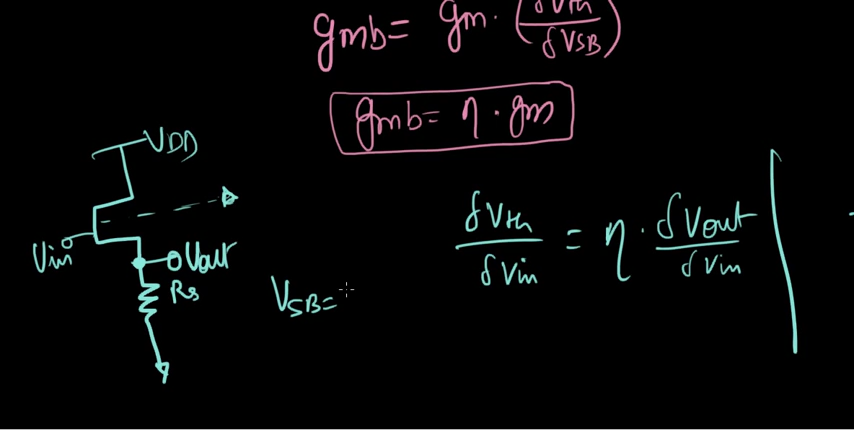 gmb = gm · (δVth / δVSB)
gmb = η · gm
VDD
Vin
Vout
Rs
VSB =
δVth / δVin = η · δVout / δVin